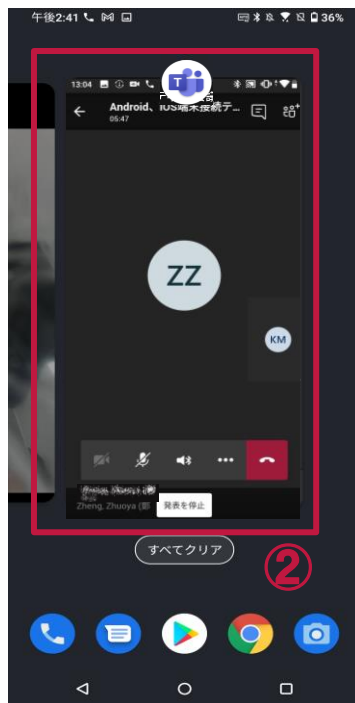 午後2:41
36%
13:04
Android、iOS端末接続テ...
05:47
ZZ
KM
Zheng, Zhuoya (鄭
発表を停止
すべてクリア
②